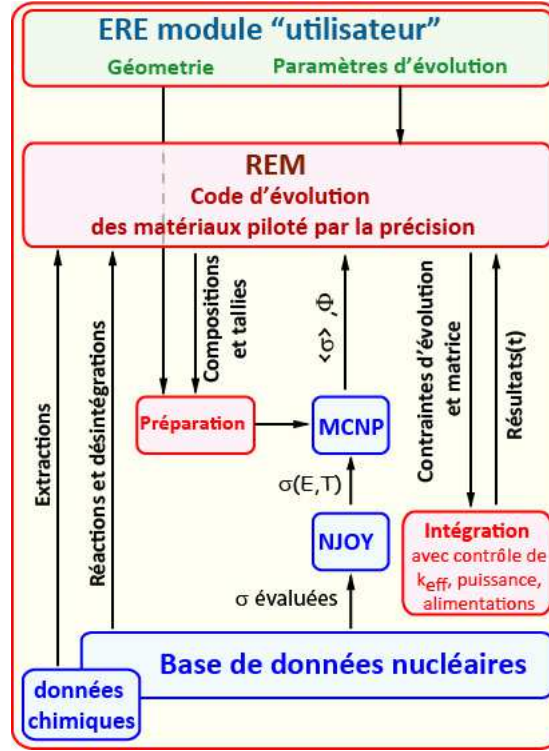 ERE module “utilisateur”
Géometrie
Paramètres d’évolution
REM
Code d’évolution
des matériaux piloté par la précision
Extractions
Réactions et désintégrations
Compositions
et tallies
<σ> ,Φ
Contraintes d’évolution
et matrice
Résultats(t)
Préparation
MCNP
σ(E,T)
NJOY
Intégration
avec contrôle de
keff, puissance,
alimentations
σ évaluées
Base de données nucléaires
données
chimiques